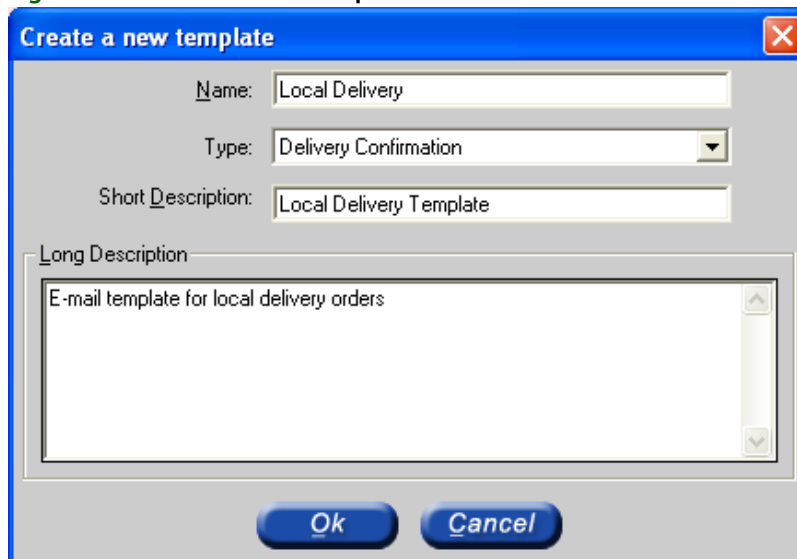 Create a new template
Name: Local Delivery
Type: Delivery Confirmation
Short Description: Local Delivery Template
Long Description
E-mail template for local delivery orders
Ok Cancel